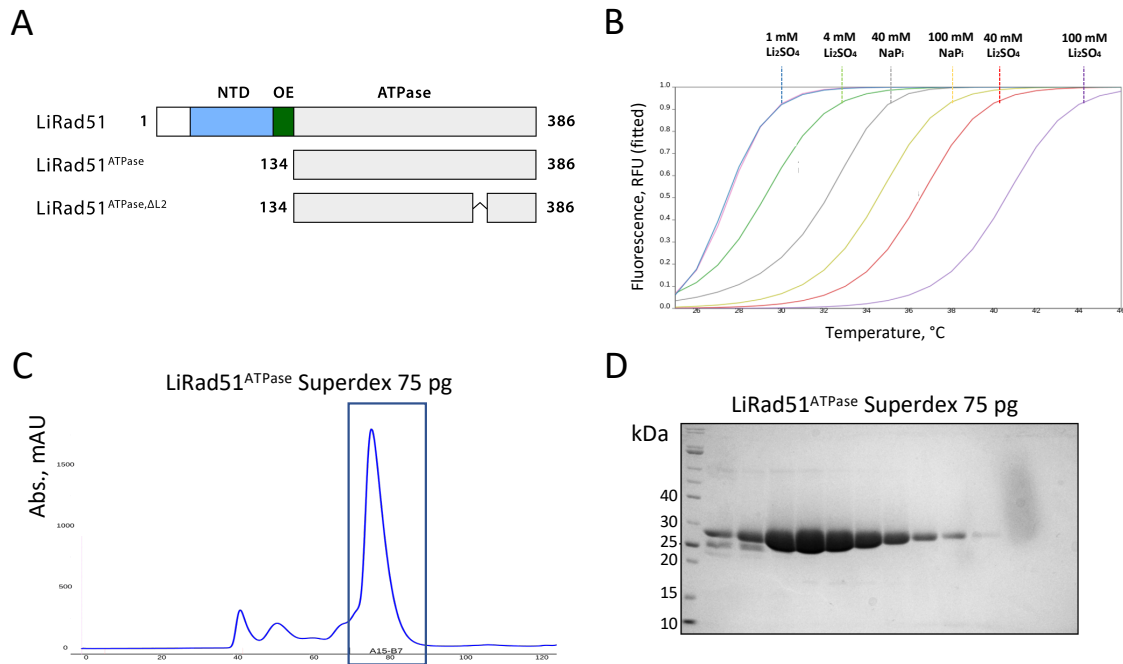 A
NTD OE ATPase
LiRad51 1 386
LiRad51ATPase 134 386
LiRad51ATPase,ΔL2 134 386
B
1 mM 4 mM 40 mM 100 mM 40 mM 100 mM
Li2SO4 Li2SO4 NaPi NaPi Li2SO4 Li2SO4
1.0
0.9
0.8
0.7
0.6
0.5
0.4
0.3
0.2
0.1
0.0
26 28 30 32 34 36 38 40 42 44 46
Fluorescence, RFU (fitted)
Temperature, °C
C
LiRad51ATPase Superdex 75 pg
Abs., mAU
1500
1000
500
0
A15-B7
0 20 40 60 80 100 120
D
LiRad51ATPase Superdex 75 pg
kDa
40
30
25
20
15
10